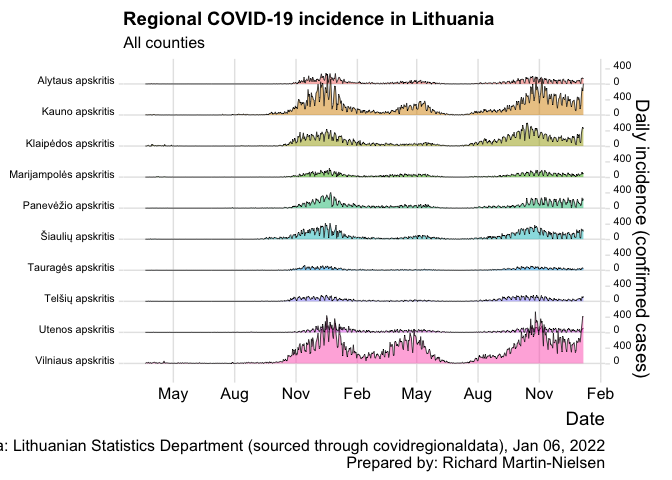 Regional COVID-19 incidence in Lithuania
All counties
Alytaus apskritis
Kauno apskritis
Klaipėdos apskritis
Marijampolės apskritis
Panevėžio apskritis
Šiaulių apskritis
Tauragės apskritis
Telšių apskritis
Utenos apskritis
Vilniaus apskritis
400
0
400
0
400
0
400
0
400
0
400
0
400
0
400
0
400
0
400
0
Daily incidence (confirmed cases)
May Aug Nov Feb May Aug Nov Feb
Date
a: Lithuanian Statistics Department (sourced through covidregionaldata), Jan 06, 2022
Prepared by: Richard Martin-Nielsen